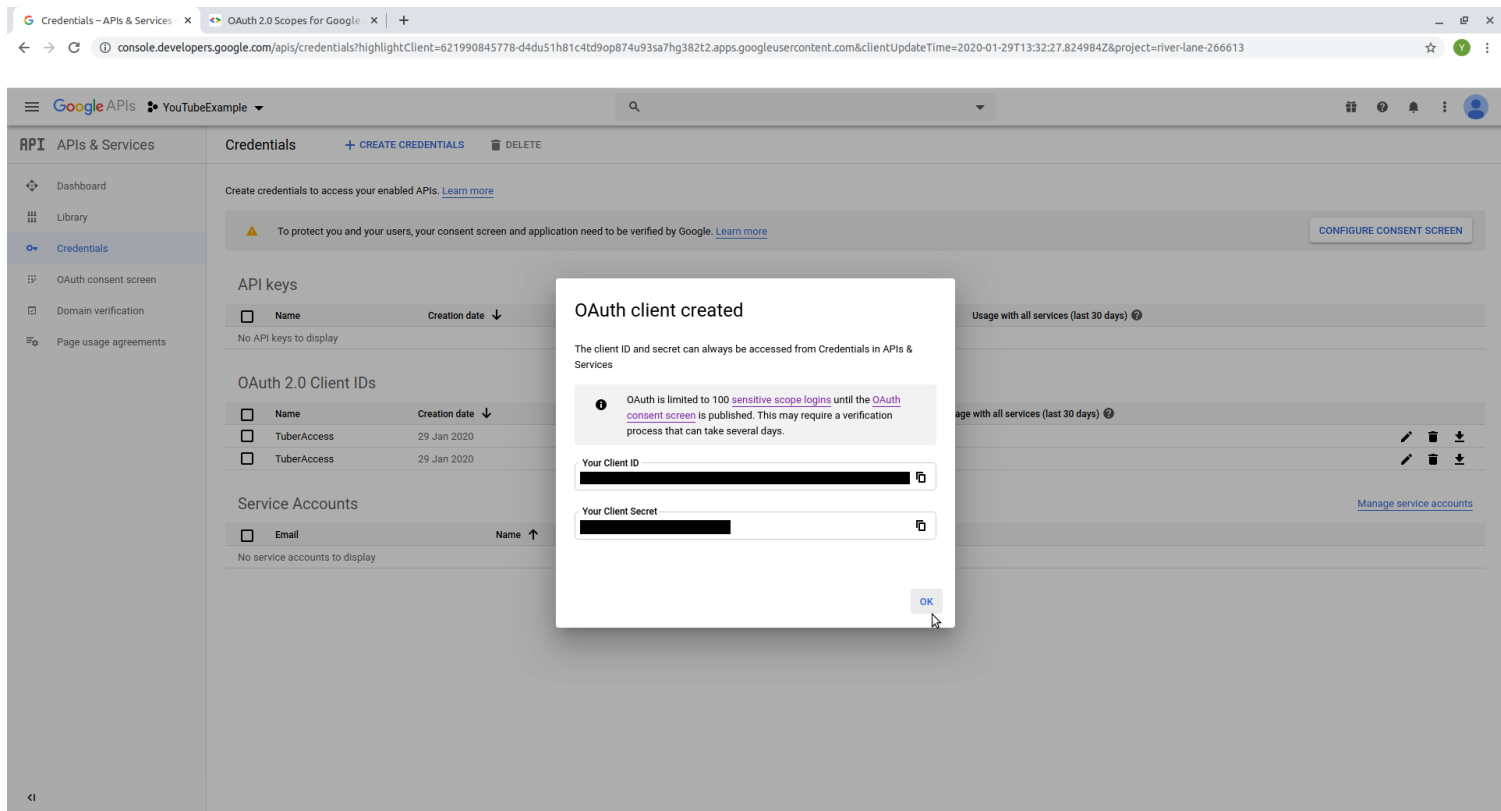 Credentials – APIs & Services -
OAuth 2.0 Scopes for Google
console.developers.google.com/apis/credentials?highlightClient=621990845778-d4du51h81c4td9op874u93sa7hg382t2.apps.googleusercontent.com&clientUpdateTime=2020-01-29T13:32:27.824984Z&project=river-lane-266613
Y
Google APIs YouTubeExample
API APIs & Services
Credentials + CREATE CREDENTIALS DELETE
Dashboard
Library
Credentials
OAuth consent screen
Domain verification
Page usage agreements
Create credentials to access your enabled APIs. Learn more
To protect you and your users, your consent screen and application need to be verified by Google. Learn more
CONFIGURE CONSENT SCREEN
API keys
Name Creation date Usage with all services (last 30 days)
No API keys to display
OAuth 2.0 Client IDs
Name Creation date age with all services (last 30 days)
TuberAccess 29 Jan 2020
TuberAccess 29 Jan 2020
Service Accounts Manage service accounts
Email Name
No service accounts to display
OAuth client created
The client ID and secret can always be accessed from Credentials in APIs &
Services
OAuth is limited to 100 sensitive scope logins until the OAuth
consent screen is published. This may require a verification
process that can take several days.
Your Client ID
Your Client Secret
OK